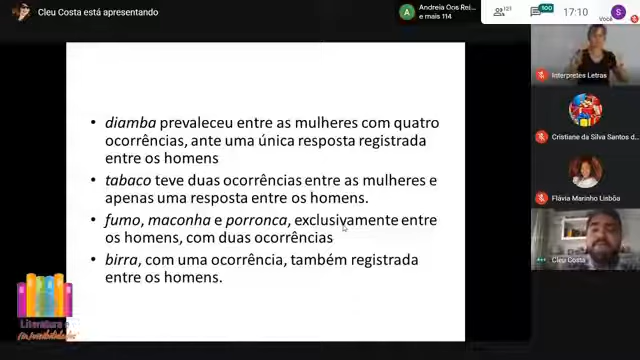 Cleu Costa está apresentando
A
Andreia Oos Rei...
e mais 114
121
100
17:10
S
Você
• diamba prevaleceu entre as mulheres com quatro
ocorrências, ante uma única resposta registrada
entre os homens
• tabaco teve duas ocorrências entre as mulheres e
apenas uma resposta entre os homens.
• fumo, maconha e porronca, exclusivamente entre
os homens, com duas ocorrências
• birra, com uma ocorrência, também registrada
entre os homens.
Interpretes Letras
Cristiane da Silva Santos d...
Flávia Marinho Lisbôa
Cleu Costa
Literatura e